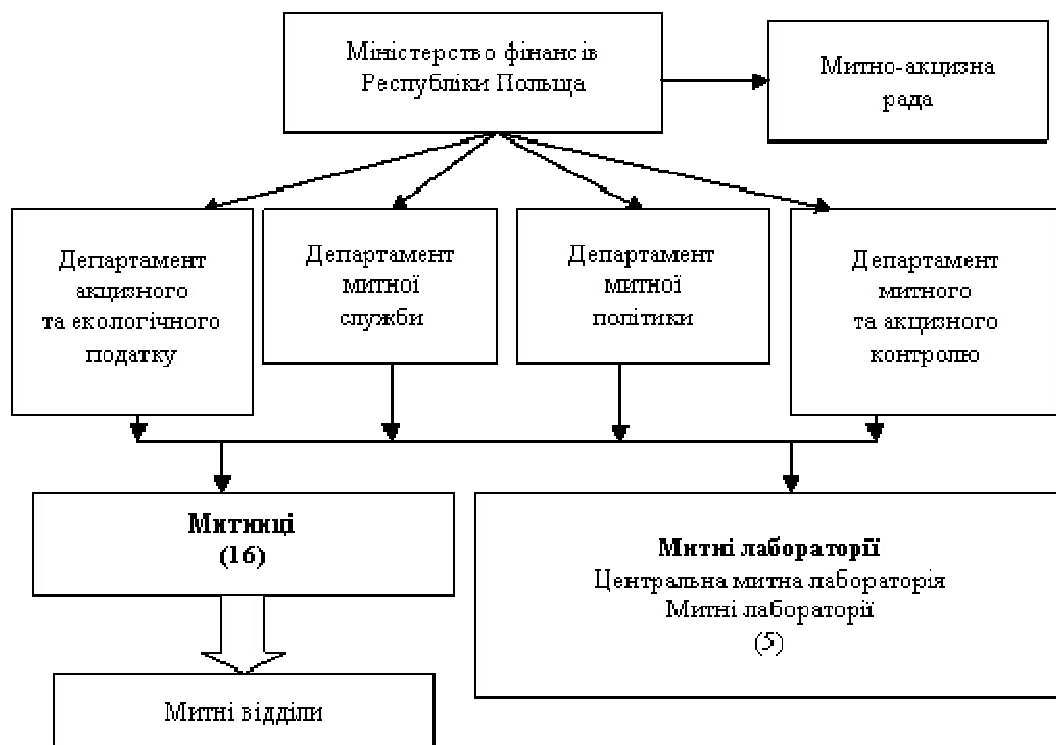 Міністерство фінансів
Республіки Польща
Митно-акцизна
рада
Департамент
акцизного
та екологічного
податку
Департамент
митної
служби
Департамент
митної
політики
Департамент
митного
та акцизного
контролю
Митниці
(16)
Митні лабораторії
Центральна митна лабораторія
Митні лабораторії
(5)
Митні відділи